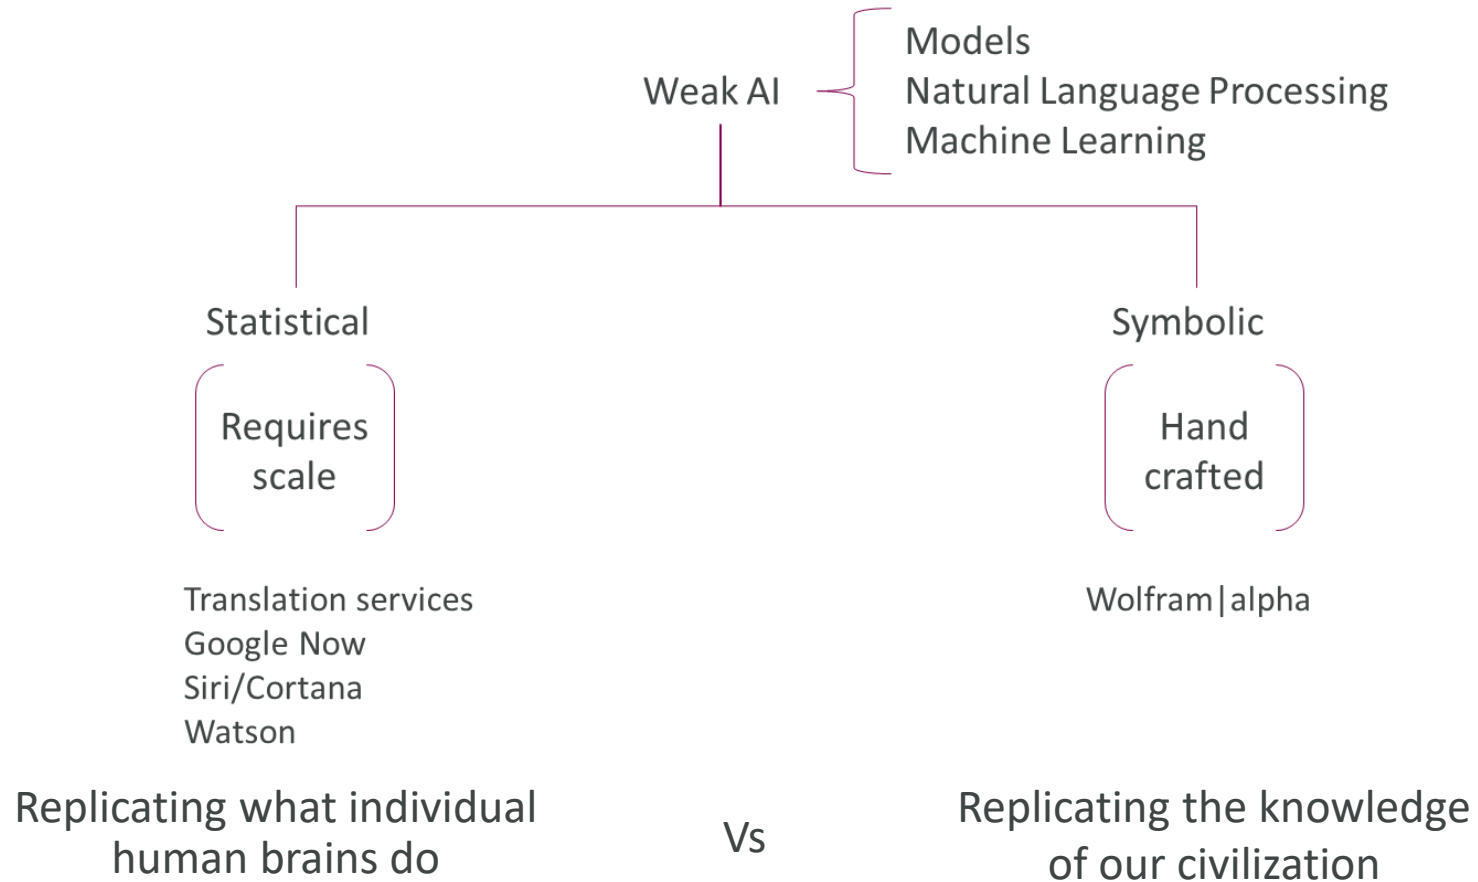 Weak AI
Models
Natural Language Processing
Machine Learning
Statistical
Requires
scale
Translation services
Google Now
Siri/Cortana
Watson
Replicating what individual
human brains do
Vs
Symbolic
Hand
crafted
Wolfram|alpha
Replicating the knowledge
of our civilization